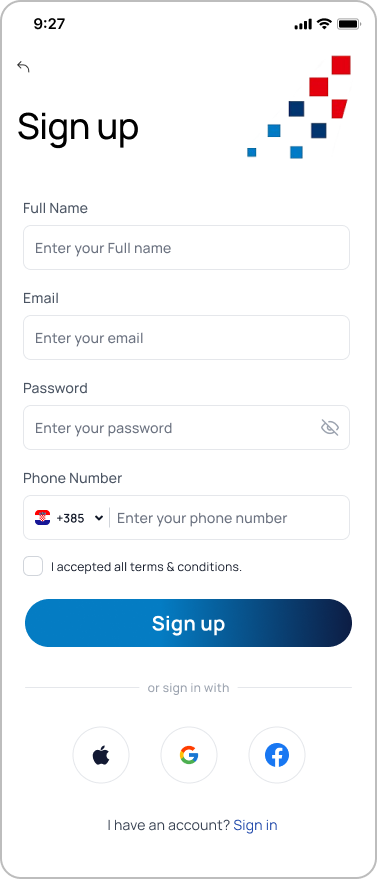 9:27
Sign up
Full Name
Enter your Full name
Email
Enter your email
Password
Enter your password
Phone Number
+385 Enter your phone number
I accepted all terms & conditions.
Sign up
or sign in with
I have an account? Sign in